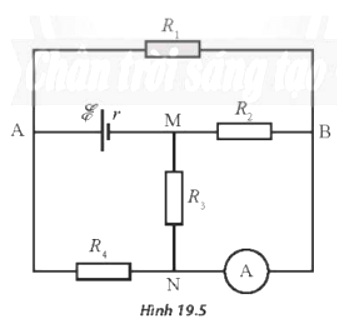 R₁
Chân trời sáng tạo
ℰ r M R₂
A B
R₃
R₄ A
N
Hình 19.5